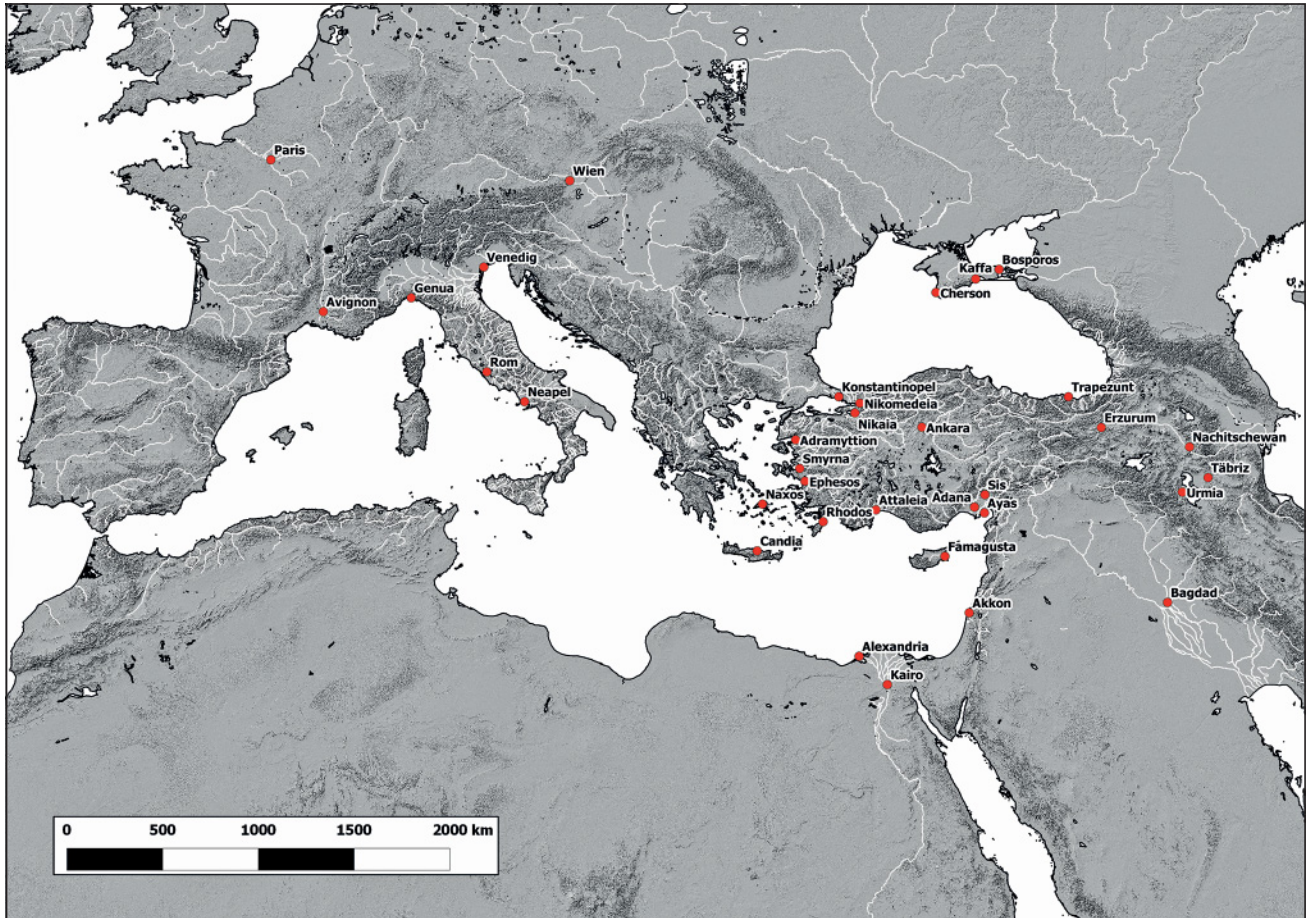 Paris
Wien
Venedig
Genua
Avignon
Rom
Neapel
Bosporos
Kaffa
Cherson
Konstantinopel
Trapezunt
Nikomedeia
Nikaia
Ankara
Erzurum
Adramyttion
Nachitschewan
Smyrna
Täbriz
Ephesos
Sis
Urmia
Naxos
Attaleia
Adana
Ayas
Rhodos
Candia
Famagusta
Bagdad
Akkon
Alexandria
Kairo
0 500 1000 1500 2000 km